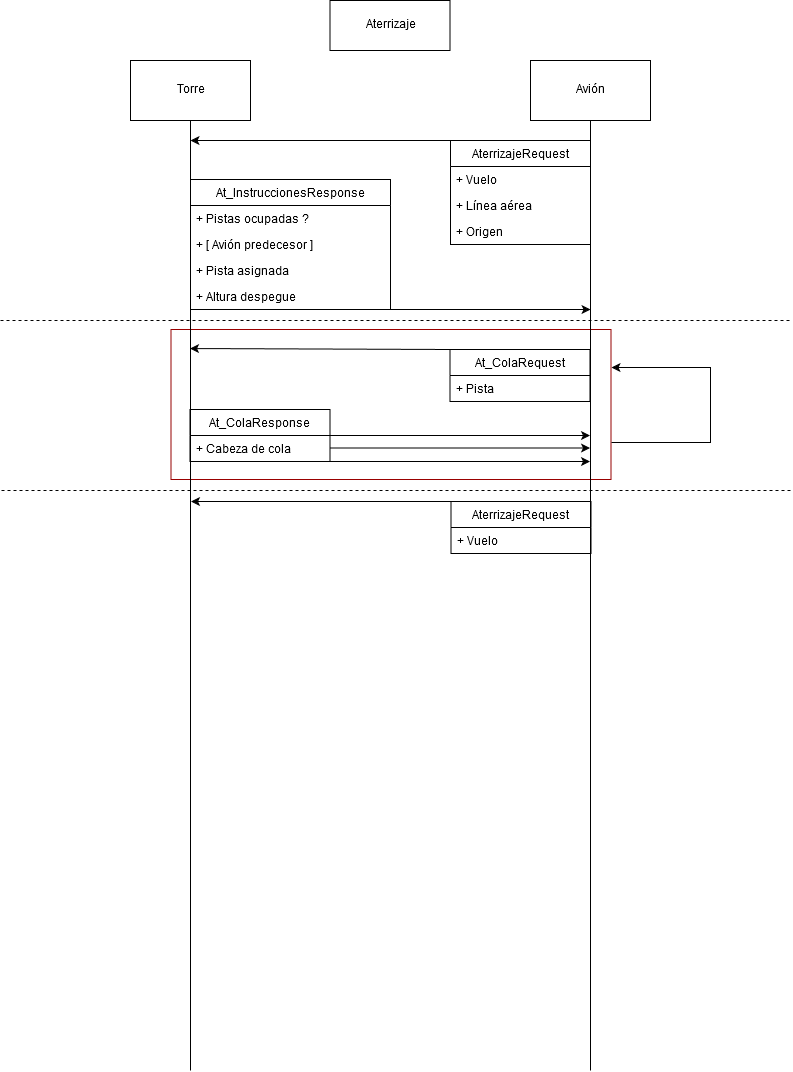 Aterrizaje
Torre
Avión
AterrizajeRequest
+ Vuelo
+ Línea aérea
+ Origen
At_InstruccionesResponse
+ Pistas ocupadas ?
+ [ Avión predecesor ]
+ Pista asignada
+ Altura despegue
At_ColaRequest
+ Pista
At_ColaResponse
+ Cabeza de cola
AterrizajeRequest
+ Vuelo